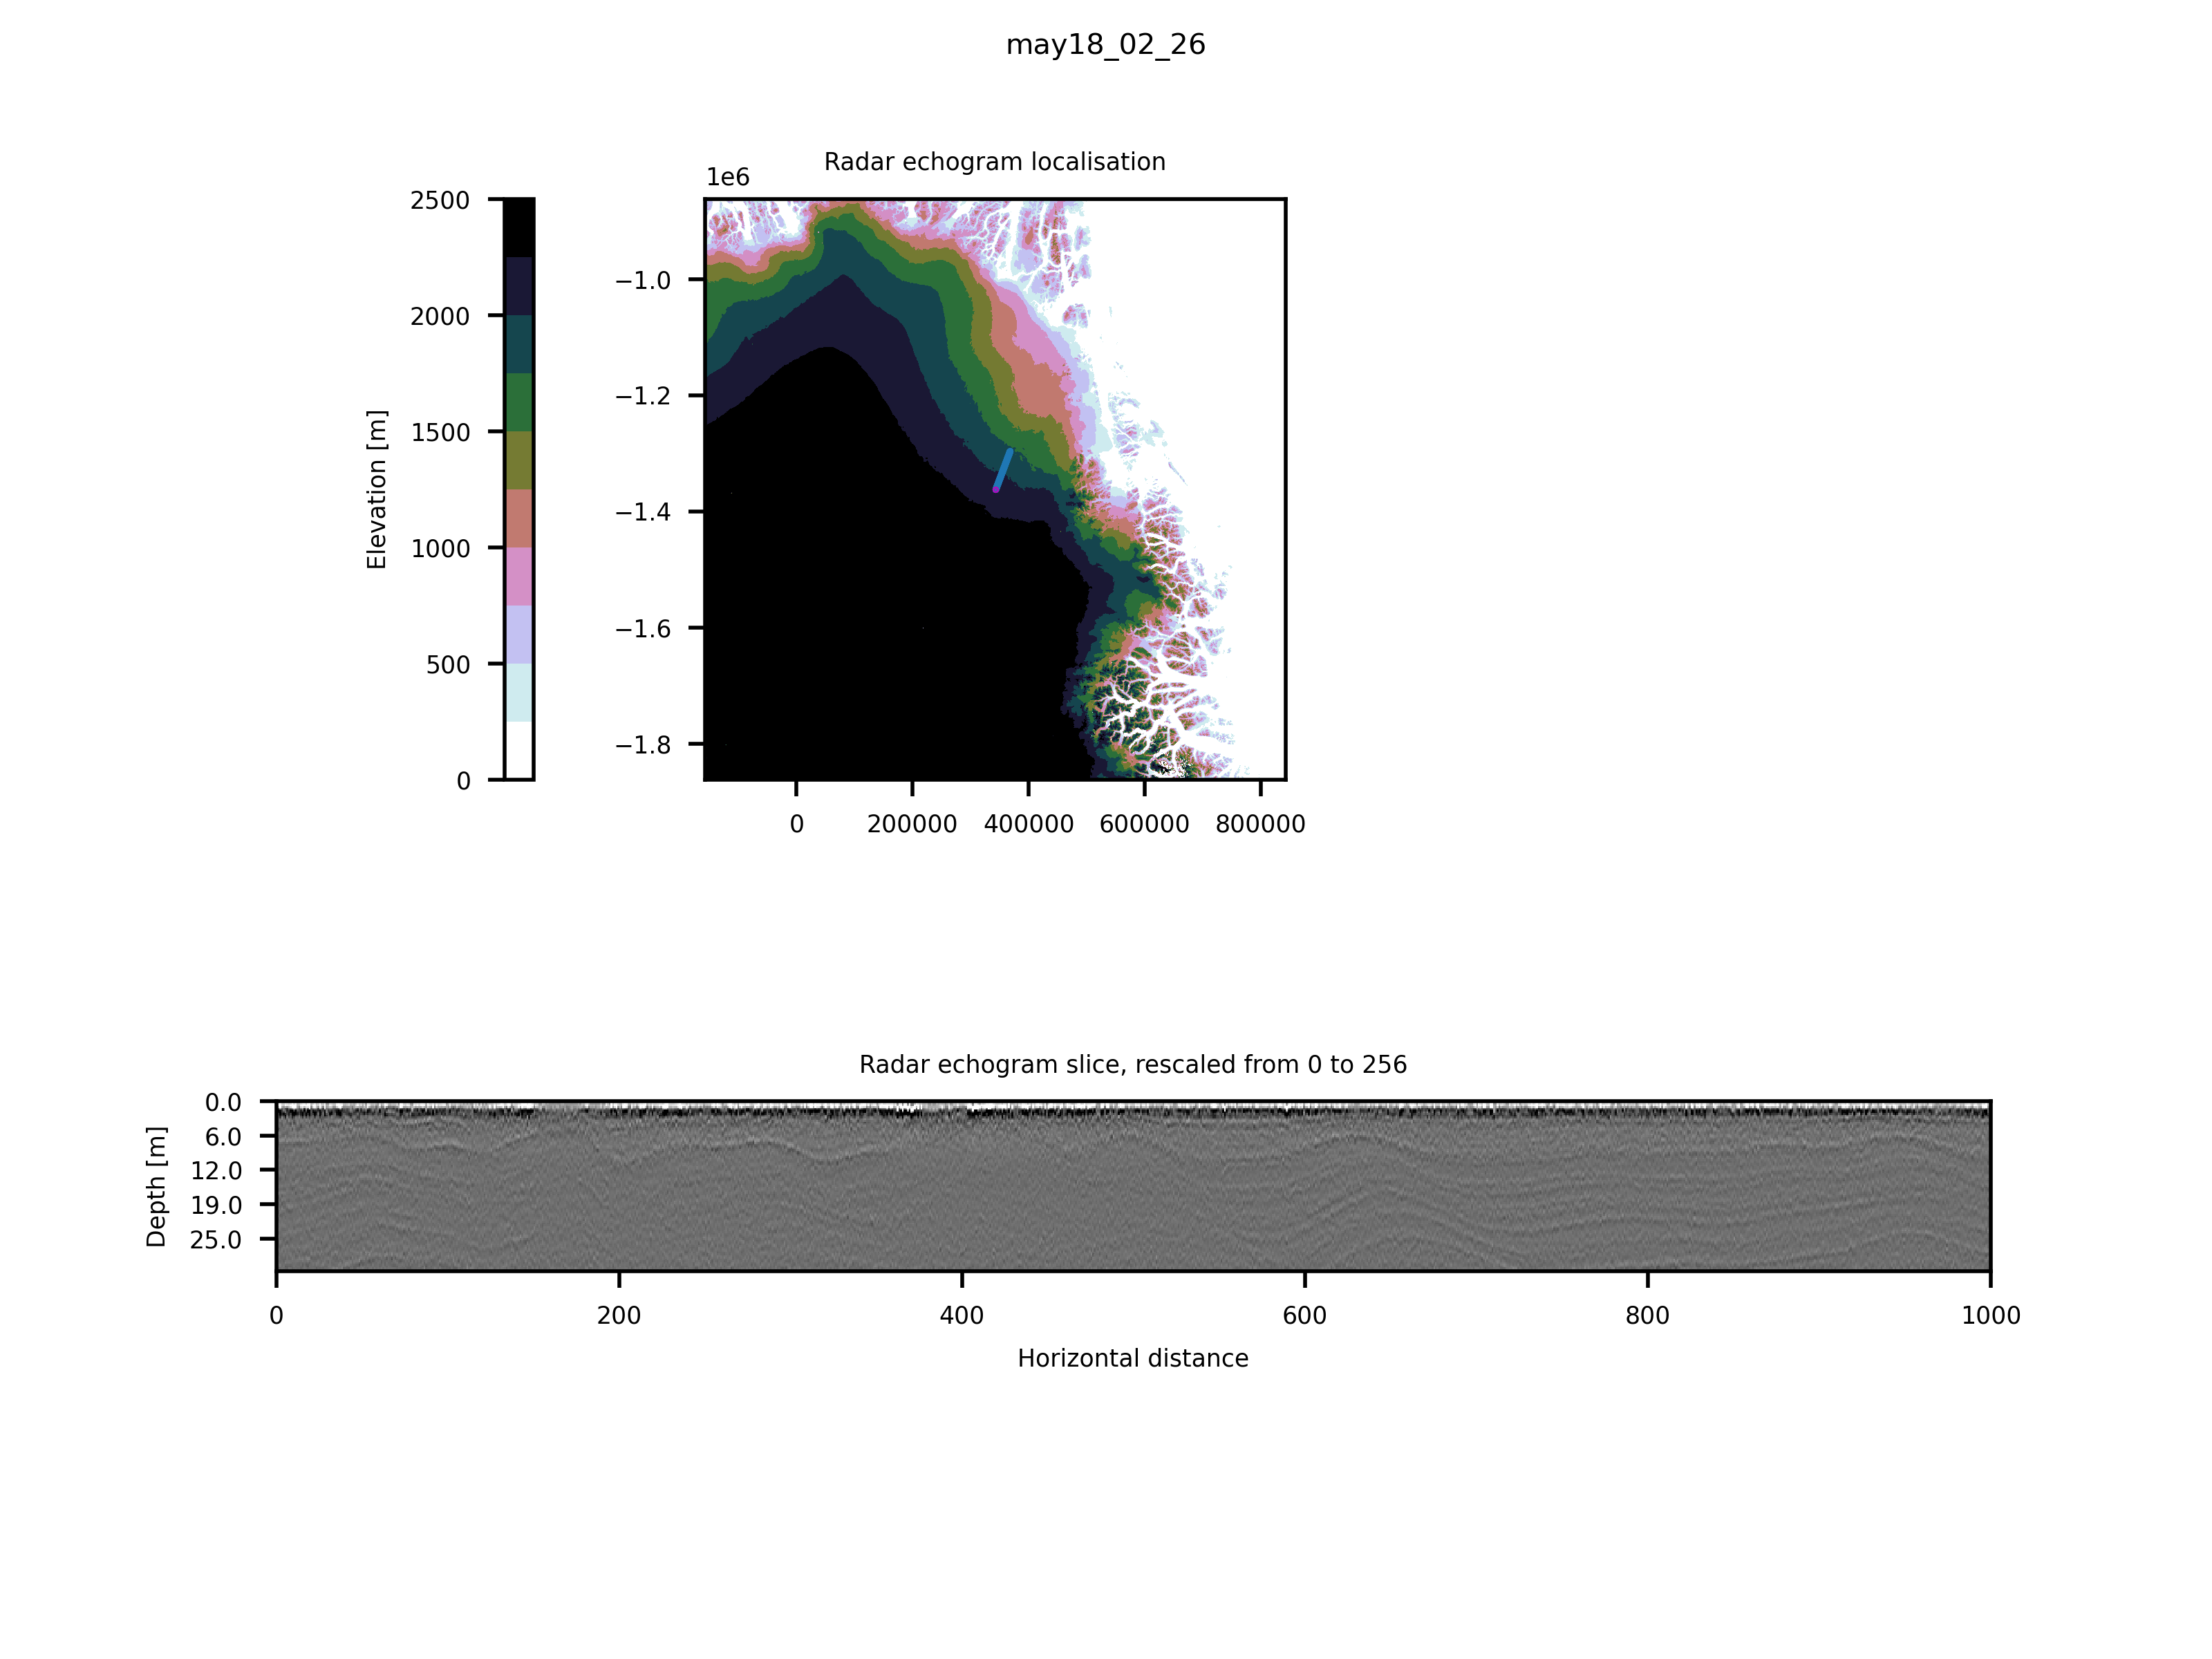 may18_02_26
Radar echogram localisation
1e6
2500
2000
1500
1000
500
0
Elevation [m]
−1.0
−1.2
−1.4
−1.6
−1.8
0 200000 400000 600000 800000
Radar echogram slice, rescaled from 0 to 256
0.0
6.0
12.0
19.0
25.0
Depth [m]
0 200 400 600 800 1000
Horizontal distance